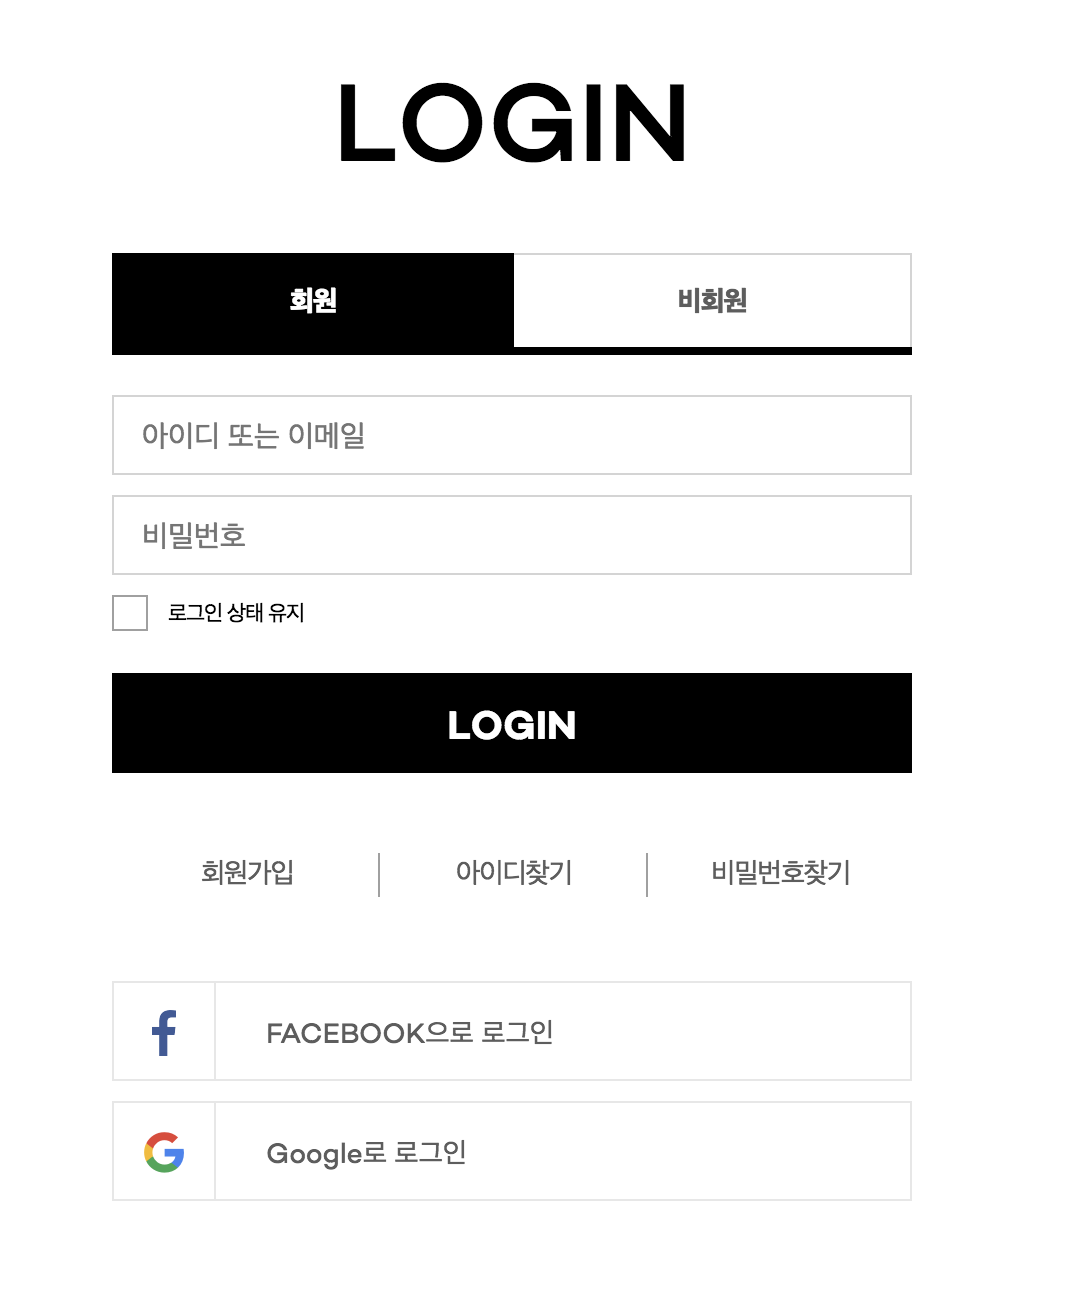 LOGIN
회원
비회원
아이디 또는 이메일
비밀번호
로그인 상태 유지
LOGIN
회원가입
아이디찾기
비밀번호찾기
FACEBOOK으로 로그인
Google로 로그인